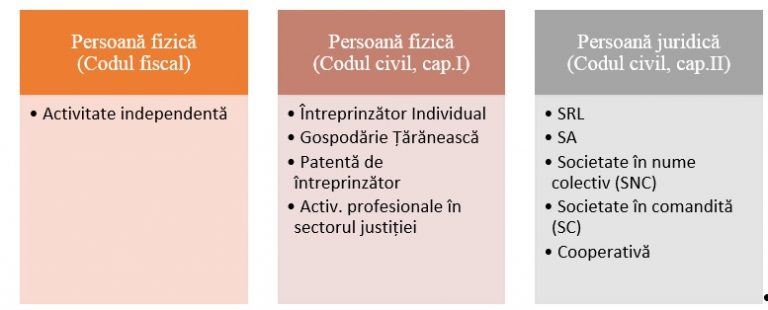 Persoană fizică
(Codul fiscal)
• Activitate independentă
Persoană fizică
(Codul civil, cap.I)
• Întreprinzător Individual
• Gospodărie Țărănească
• Patentă de
întreprinzător
• Activ. profesionale în
sectorul justiției
Persoană juridică
(Codul civil, cap.II)
• SRL
• SA
• Societate în nume
colectiv (SNC)
• Societate în comandită
(SC)
• Cooperativă